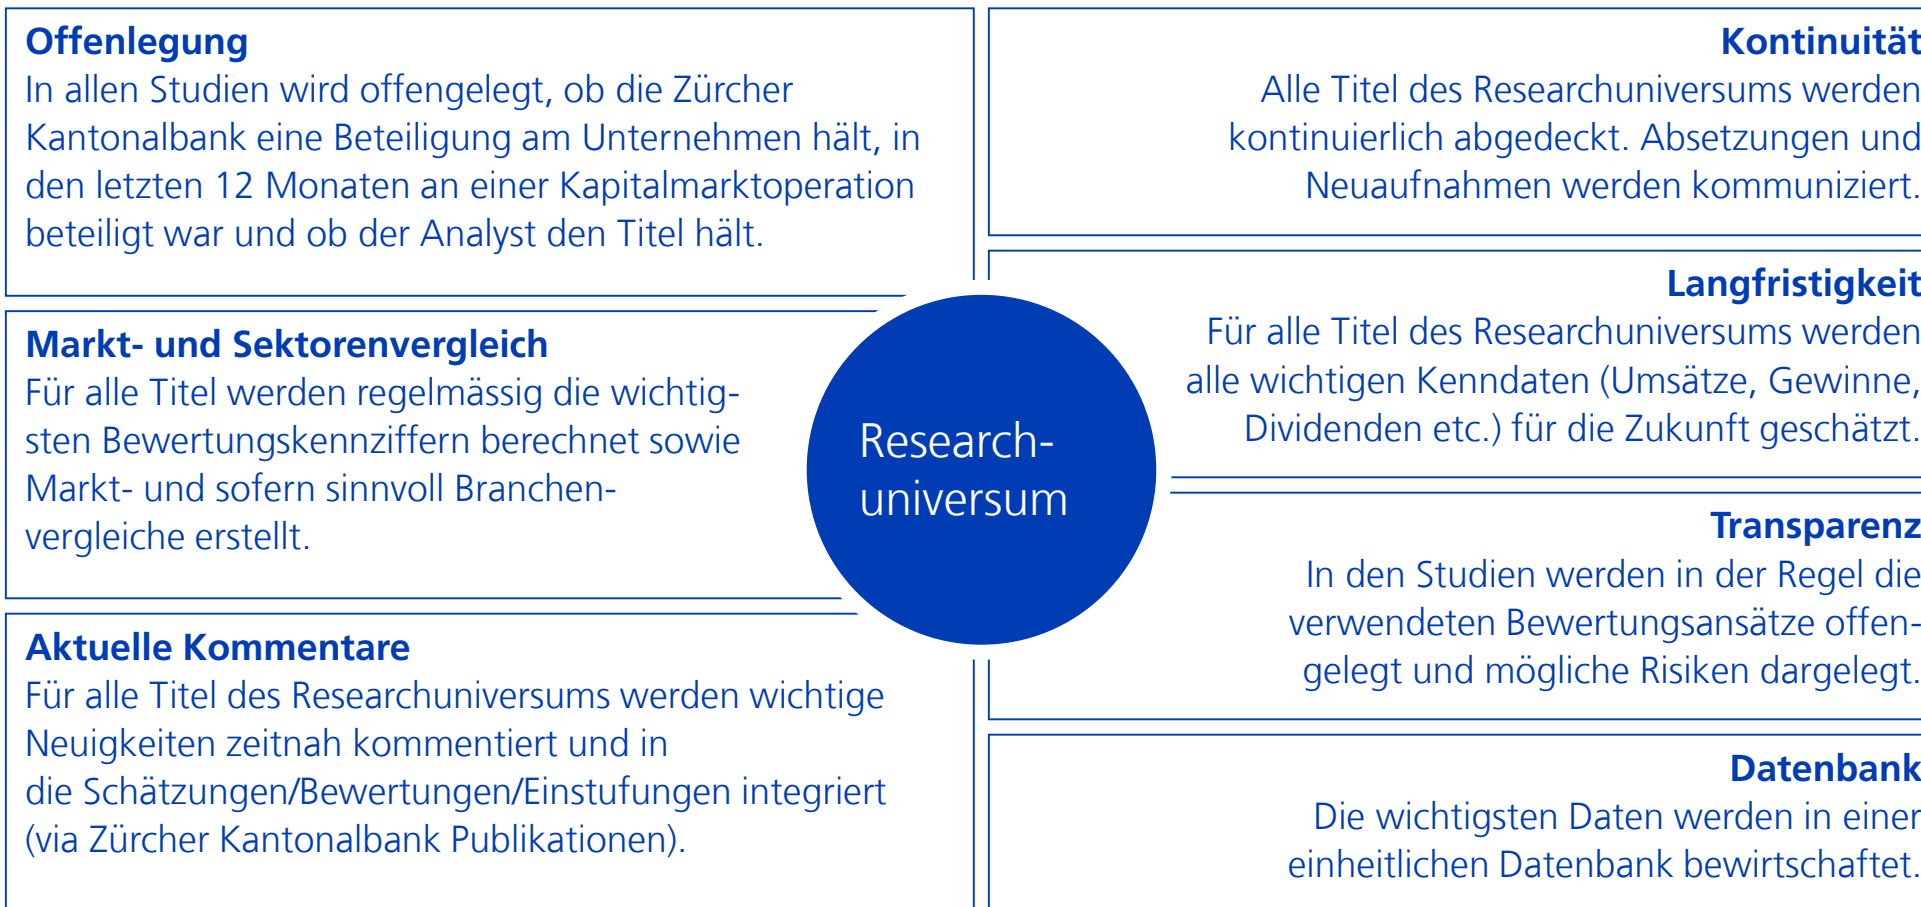 Offenlegung
In allen Studien wird offengelegt, ob die Zürcher
Kantonalbank eine Beteiligung am Unternehmen hält, in
den letzten 12 Monaten an einer Kapitalmarktoperation
beteiligt war und ob der Analyst den Titel hält.
Markt- und Sektorenvergleich
Für alle Titel werden regelmässig die wichtig-
sten Bewertungskennziffern berechnet sowie
Markt- und sofern sinnvoll Branchen-
vergleiche erstellt.
Aktuelle Kommentare
Für alle Titel des Researchuniversums werden wichtige
Neuigkeiten zeitnah kommentiert und in
die Schätzungen/Bewertungen/Einstufungen integriert
(via Zürcher Kantonalbank Publikationen).
Research-
universum
Kontinuität
Alle Titel des Researchuniversums werden
kontinuierlich abgedeckt. Absetzungen und
Neuaufnahmen werden kommuniziert.
Langfristigkeit
Für alle Titel des Researchuniversums werden
alle wichtigen Kenndaten (Umsätze, Gewinne,
Dividenden etc.) für die Zukunft geschätzt.
Transparenz
In den Studien werden in der Regel die
verwendeten Bewertungsansätze offen-
gelegt und mögliche Risiken dargelegt.
Datenbank
Die wichtigsten Daten werden in einer
einheitlichen Datenbank bewirtschaftet.